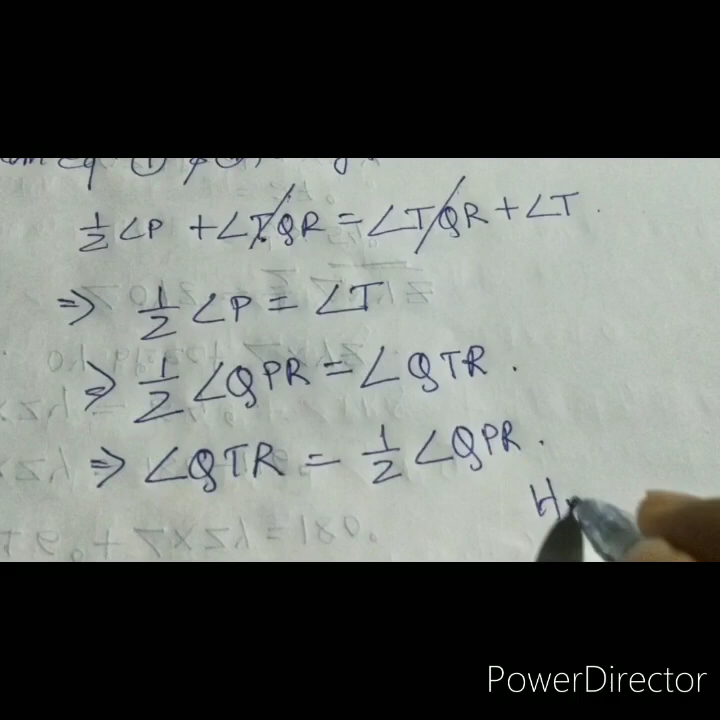 ½∠P + ∠TQR = ∠TQR + ∠T.
⇒ ½∠P = ∠T
⇒ ½∠QPR = ∠QTR.
⇒ ∠QTR = ½∠QPR.
H
PowerDirector